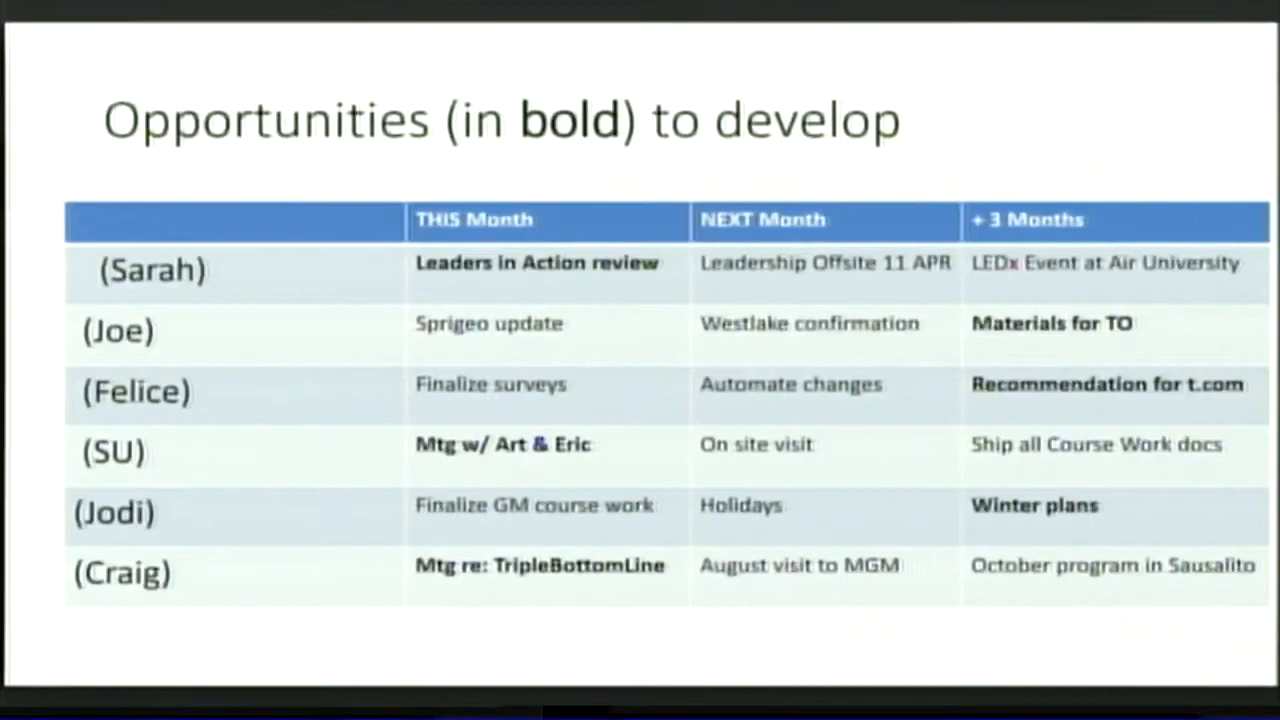 Opportunities (in bold) to develop
THIS Month NEXT Month + 3 Months
(Sarah) Leaders in Action review Leadership Offsite 11 APR LEDx Event at Air University
(Joe) Sprigeo update Westlake confirmation Materials for TO
(Felice) Finalize surveys Automate changes Recommendation for t.com
(SU) Mtg w/ Art & Eric On site visit Ship all Course Work docs
(Jodi) Finalize GM course work Holidays Winter plans
(Craig) Mtg re: TripleBottomLine August visit to MGM October program in Sausalito